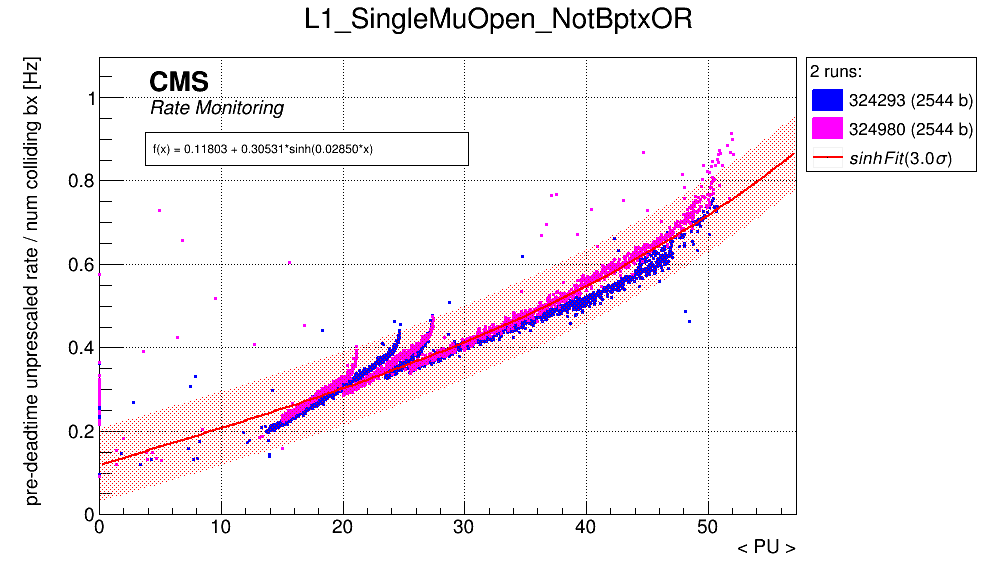 L1_SingleMuOpen_NotBptxOR
pre-deadtime unprescaled rate / num colliding bx [Hz]
CMS
Rate Monitoring
f(x) = 0.11803 + 0.30531*sinh(0.02850*x)
1
0.8
0.6
0.4
0.2
0
0 10 20 30 40 50
< PU >
2 runs:
324293 (2544 b)
324980 (2544 b)
sinhFit(3.0σ)